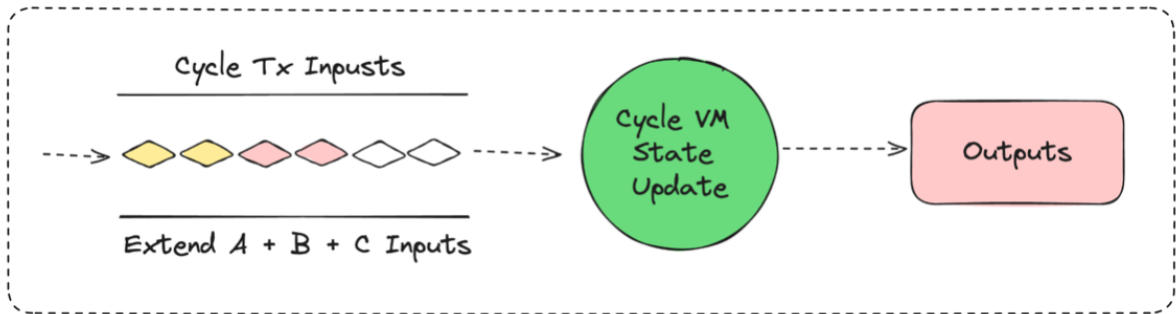 Cycle Tx Inpusts
Extend A + B + C Inputs
Cycle VM
State
Update
Outputs